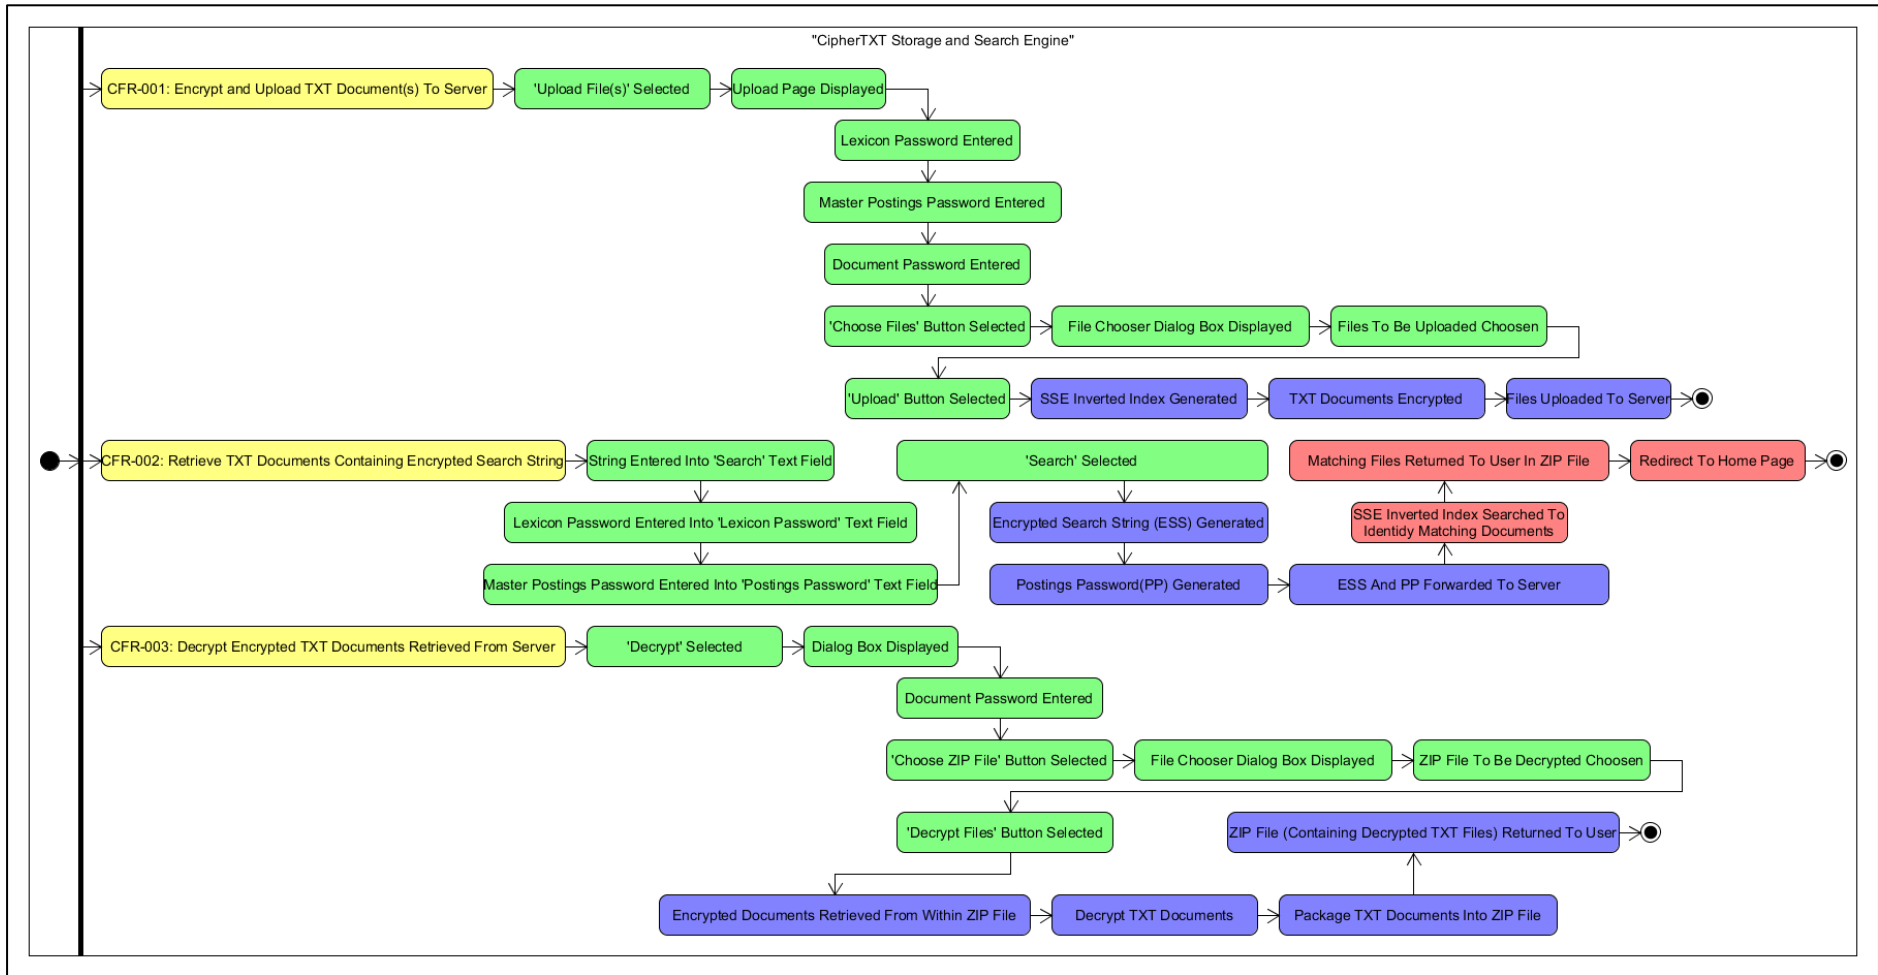 "CipherTXT Storage and Search Engine"
CFR-001: Encrypt and Upload TXT Document(s) To Server
'Upload File(s)' Selected
Upload Page Displayed
Lexicon Password Entered
Master Postings Password Entered
Document Password Entered
'Choose Files' Button Selected
File Chooser Dialog Box Displayed
Files To Be Uploaded Choosen
'Upload' Button Selected
SSE Inverted Index Generated
TXT Documents Encrypted
Files Uploaded To Server
CFR-002: Retrieve TXT Documents Containing Encrypted Search String
String Entered Into 'Search' Text Field
Lexicon Password Entered Into 'Lexicon Password' Text Field
Master Postings Password Entered Into 'Postings Password' Text Field
'Search' Selected
Encrypted Search String (ESS) Generated
Postings Password(PP) Generated
ESS And PP Forwarded To Server
SSE Inverted Index Searched To
Identidy Matching Documents
Matching Files Returned To User In ZIP File
Redirect To Home Page
CFR-003: Decrypt Encrypted TXT Documents Retrieved From Server
'Decrypt' Selected
Dialog Box Displayed
Document Password Entered
'Choose ZIP File' Button Selected
File Chooser Dialog Box Displayed
ZIP File To Be Decrypted Choosen
'Decrypt Files' Button Selected
Encrypted Documents Retrieved From Within ZIP File
Decrypt TXT Documents
Package TXT Documents Into ZIP File
ZIP File (Containing Decrypted TXT Files) Returned To User